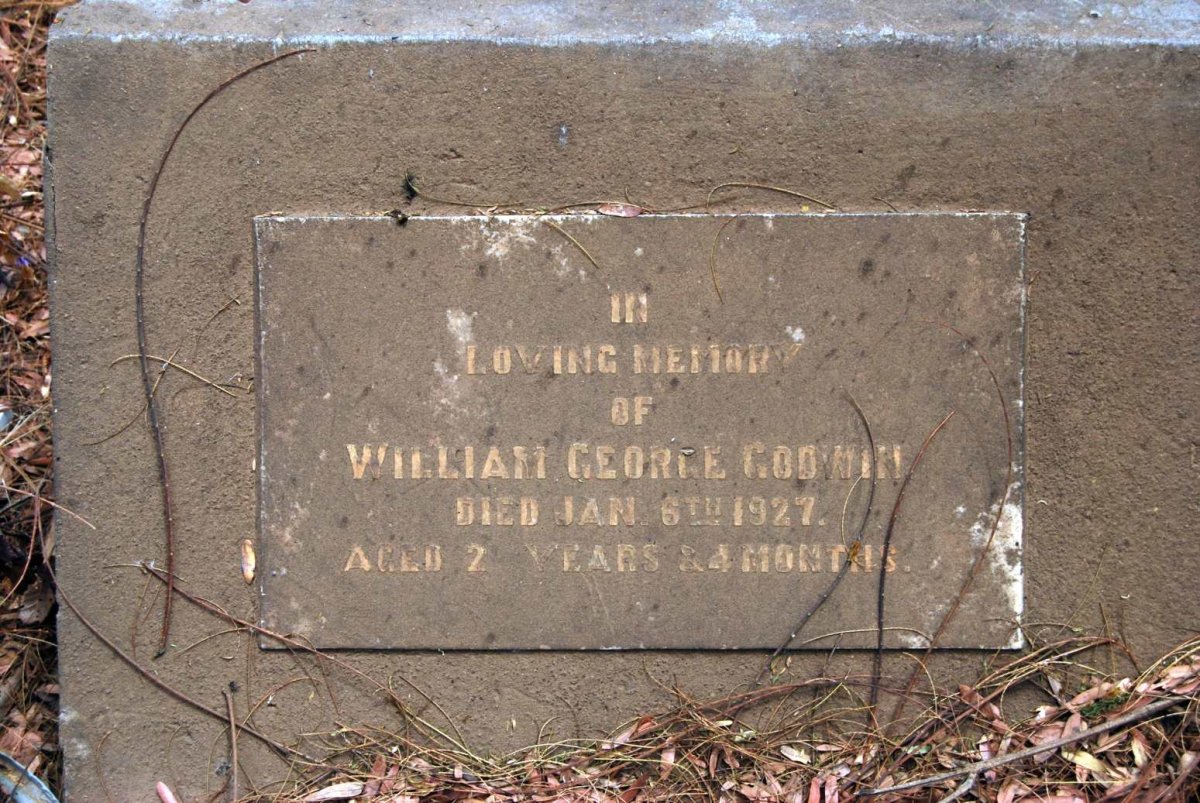 IN
LOVING MEMORY
OF
WILLIAM GEORGE GODWIN
DIED JAN. 6TH 1927.
AGED 2 YEARS & 4 MONTHS.